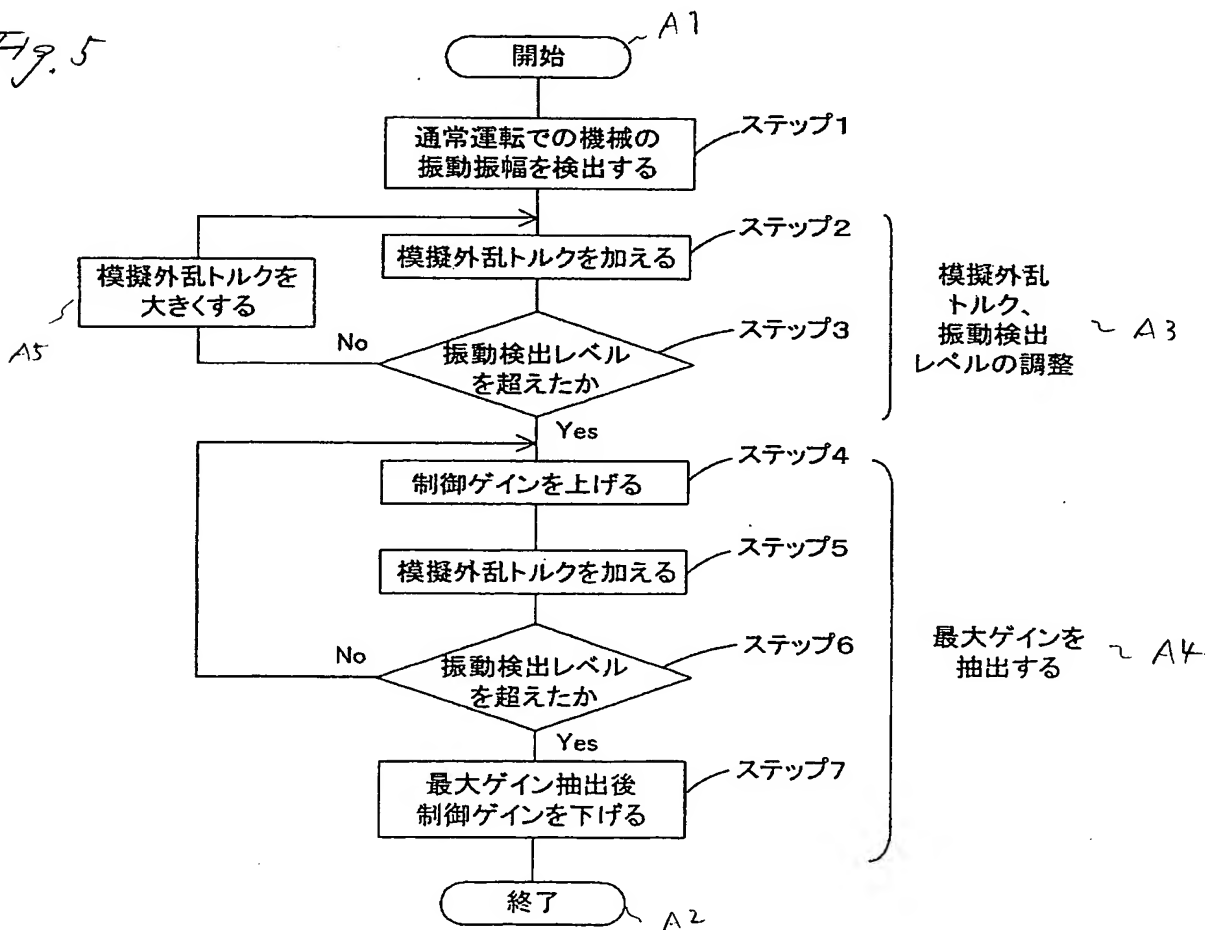 Fig. 5
開始
A1
通常運転での機械の
振動振幅を検出する
ステップ1
模擬外乱トルクを加える
ステップ2
模擬外乱トルクを
大きくする
A5
振動検出レベル
を超えたか
ステップ3
No
Yes
模擬外乱
トルク、
振動検出
レベルの調整
~ A3
制御ゲインを上げる
ステップ4
模擬外乱トルクを加える
ステップ5
振動検出レベル
を超えたか
ステップ6
No
Yes
最大ゲイン抽出後
制御ゲインを下げる
ステップ7
最大ゲインを
抽出する
~ A4
終了
A2